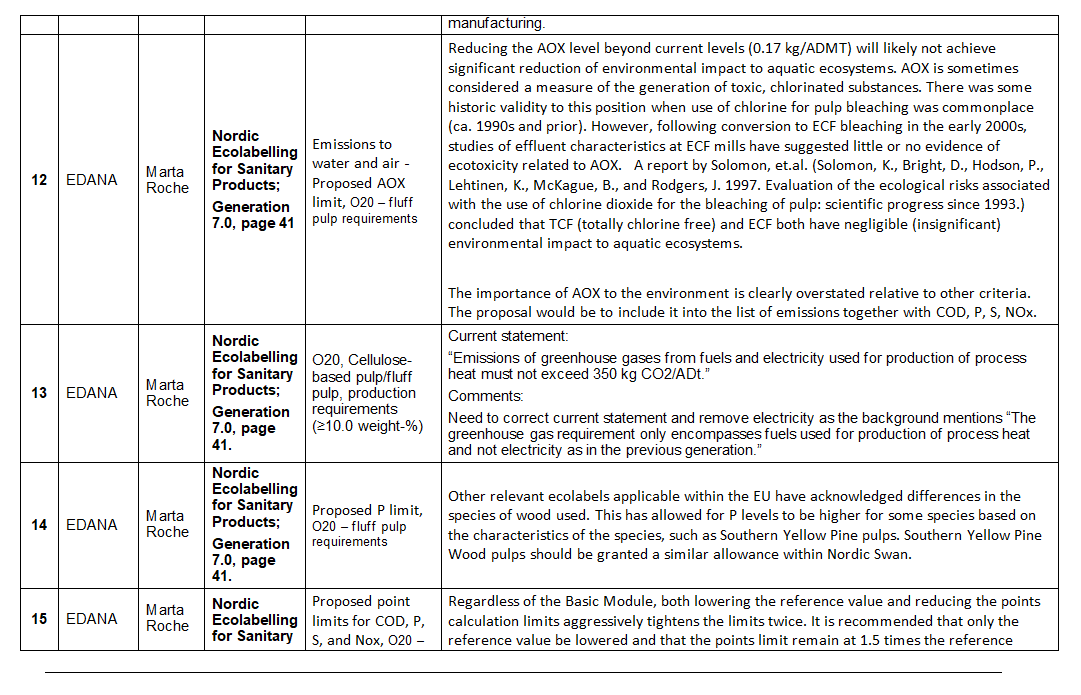 manufacturing.
12
EDANA
Marta
Roche
Nordic
Ecolabelling
for Sanitary
Products;
Generation
7.0, page 41
Emissions to
water and air -
Proposed AOX
limit, O20 – fluff
pulp requirements
Reducing the AOX level beyond current levels (0.17 kg/ADMT) will likely not achieve
significant reduction of environmental impact to aquatic ecosystems. AOX is sometimes
considered a measure of the generation of toxic, chlorinated substances. There was some
historic validity to this position when use of chlorine for pulp bleaching was commonplace
(ca. 1990s and prior). However, following conversion to ECF bleaching in the early 2000s,
studies of effluent characteristics at ECF mills have suggested little or no evidence of
ecotoxicity related to AOX.   A report by Solomon, et.al. (Solomon, K., Bright, D., Hodson, P.,
Lehtinen, K., McKague, B., and Rodgers, J. 1997. Evaluation of the ecological risks associated
with the use of chlorine dioxide for the bleaching of pulp: scientific progress since 1993.)
concluded that TCF (totally chlorine free) and ECF both have negligible (insignificant)
environmental impact to aquatic ecosystems.
The importance of AOX to the environment is clearly overstated relative to other criteria.
The proposal would be to include it into the list of emissions together with COD, P, S, NOx.
13
EDANA
Marta
Roche
Nordic
Ecolabelling
for Sanitary
Products;
Generation
7.0, page
41.
O20, Cellulose-
based pulp/fluff
pulp, production
requirements
(≥10.0 weight-%)
Current statement:
“Emissions of greenhouse gases from fuels and electricity used for production of process
heat must not exceed 350 kg CO2/ADt.”
Comments:
Need to correct current statement and remove electricity as the background mentions “The
greenhouse gas requirement only encompasses fuels used for production of process heat
and not electricity as in the previous generation.”
14
EDANA
Marta
Roche
Nordic
Ecolabelling
for Sanitary
Products;
Generation
7.0, page
41.
Proposed P limit,
O20 – fluff pulp
requirements
Other relevant ecolabels applicable within the EU have acknowledged differences in the
species of wood used. This has allowed for P levels to be higher for some species based on
the characteristics of the species, such as Southern Yellow Pine pulps. Southern Yellow Pine
Wood pulps should be granted a similar allowance within Nordic Swan.
15
EDANA
Marta
Roche
Nordic
Ecolabelling
for Sanitary
Proposed point
limits for COD, P,
S, and Nox, O20 –
Regardless of the Basic Module, both lowering the reference value and reducing the points
calculation limits aggressively tightens the limits twice. It is recommended that only the
reference value be lowered and that the points limit remain at 1.5 times the reference